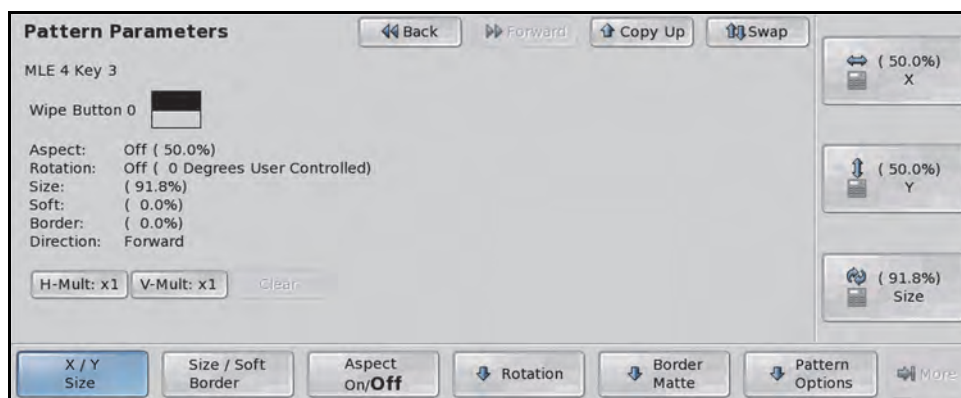 Pattern Parameters
Back
Forward
Copy Up
Swap
MLE 4 Key 3
Wipe Button 0
Aspect: Off ( 50.0%)
Rotation: Off ( 0 Degrees User Controlled)
Size: ( 91.8%)
Soft: ( 0.0%)
Border: ( 0.0%)
Direction: Forward
H-Mult: x1
V-Mult: x1
Clear
( 50.0%)
X
( 50.0%)
Y
( 91.8%)
Size
X / Y
Size
Size / Soft
Border
Aspect
On/Off
Rotation
Border
Matte
Pattern
Options
More